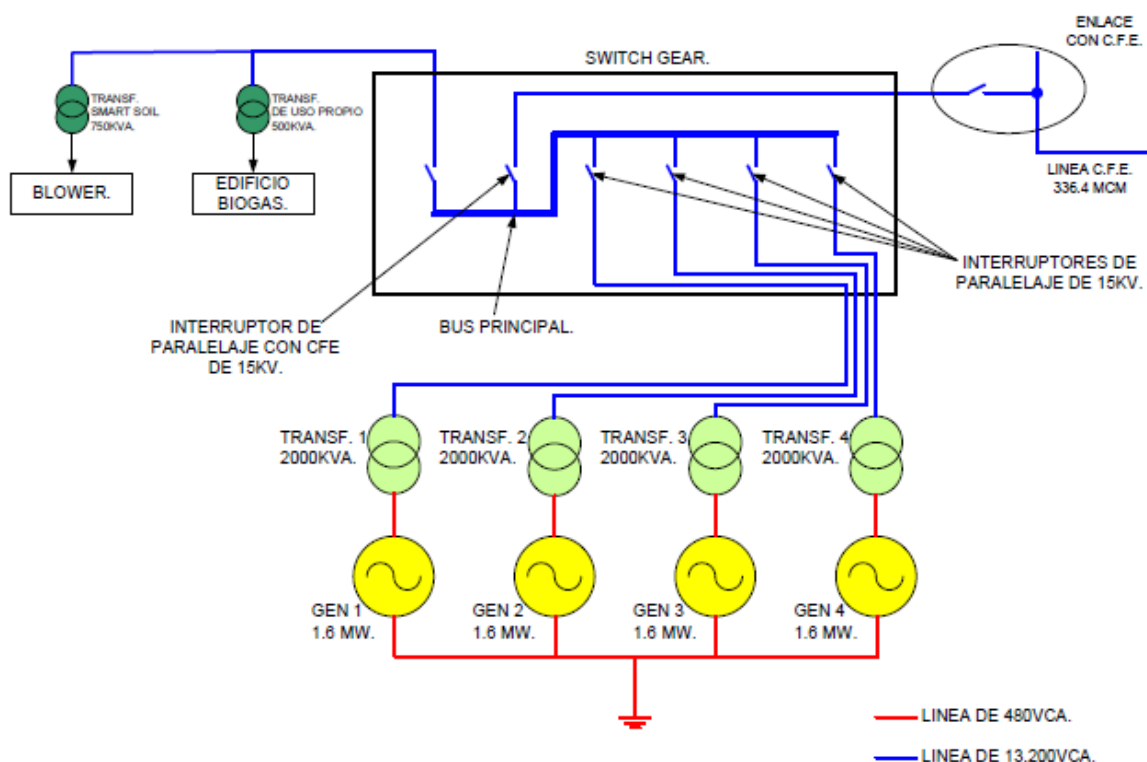 ENLACE
CON C.F.E.
SWITCH GEAR.
TRANSF.
SMART SOIL
750KVA.
TRANSF.
DE USO PROPIO
500KVA.
BLOWER.
EDIFICIO
BIOGAS.
LINEA C.F.E.
336.4 MCM
INTERRUPTORES DE
PARALELAJE DE 15KV.
INTERRUPTOR DE
PARALELAJE CON CFE
DE 15KV.
BUS PRINCIPAL.
TRANSF. 1
2000KVA.
TRANSF. 2
2000KVA.
TRANSF. 3
2000KVA.
TRANSF. 4
2000KVA.
GEN 1
1.6 MW.
GEN 2
1.6 MW.
GEN 3
1.6 MW.
GEN 4
1.6 MW.
LINEA DE 480VCA.
LINEA DE 13.200VCA.